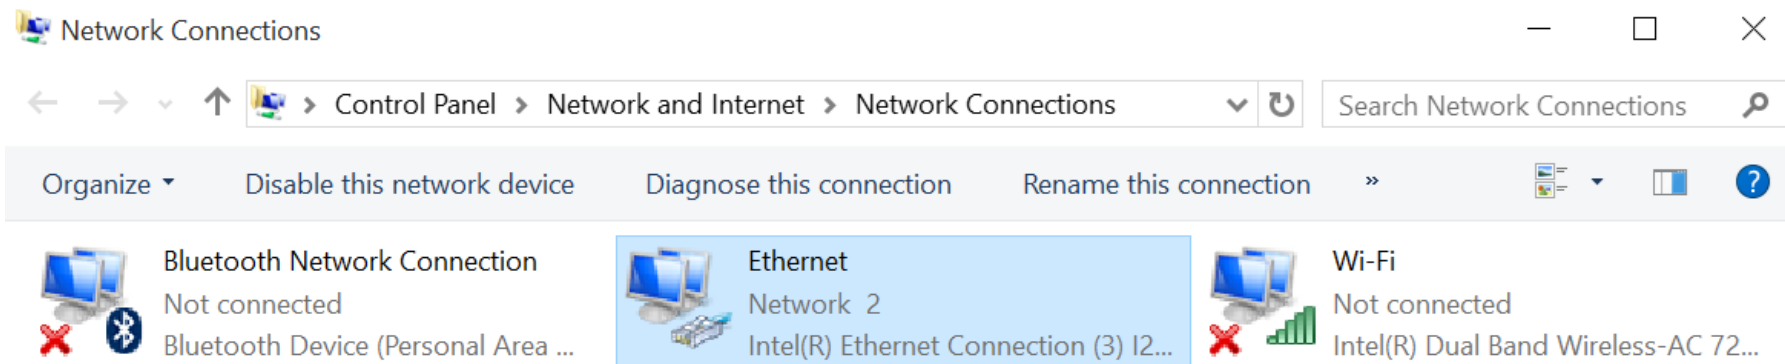 Network Connections
Control Panel > Network and Internet > Network Connections
Search Network Connections
Organize Disable this network device Diagnose this connection Rename this connection » ?
Bluetooth Network Connection
Not connected
Bluetooth Device (Personal Area ...
Ethernet
Network 2
Intel(R) Ethernet Connection (3) I2...
Wi-Fi
Not connected
Intel(R) Dual Band Wireless-AC 72...